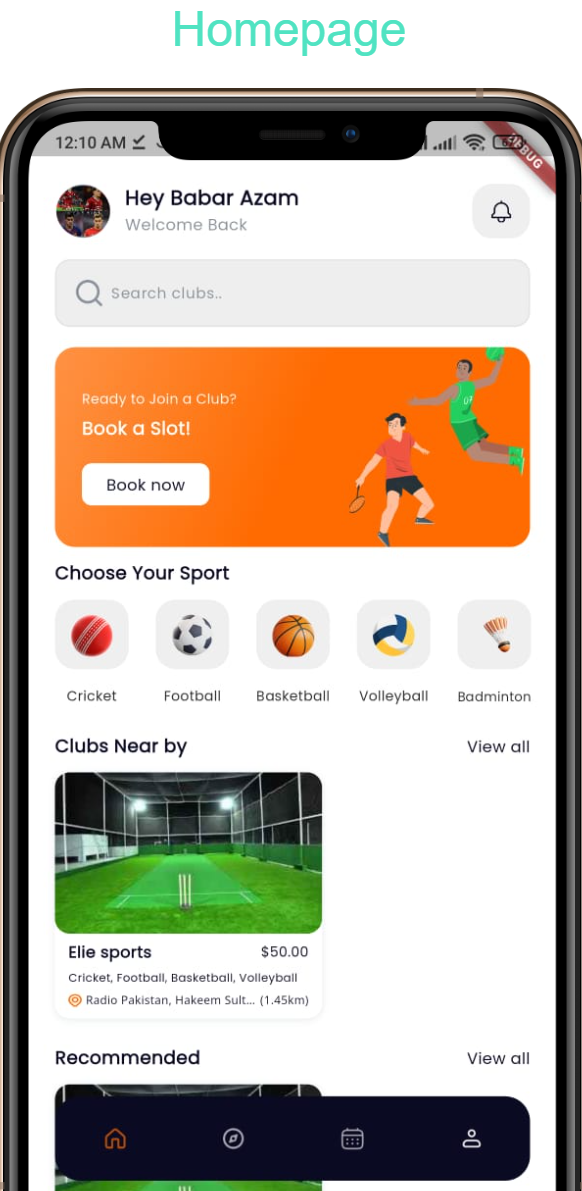 Homepage
12:10 AM
DEBUG
Hey Babar Azam
Welcome Back
Search clubs..
Ready to Join a Club?
Book a Slot!
Book now
Choose Your Sport
Cricket Football Basketball Volleyball Badminton
Clubs Near by View all
Elie sports $50.00
Cricket, Football, Basketball, Volleyball
Radio Pakistan, Hakeem Sult... (1.45km)
Recommended View all